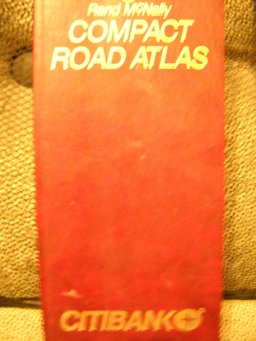 Rand McNally
COMPACT
ROAD ATLAS
CITIBANK